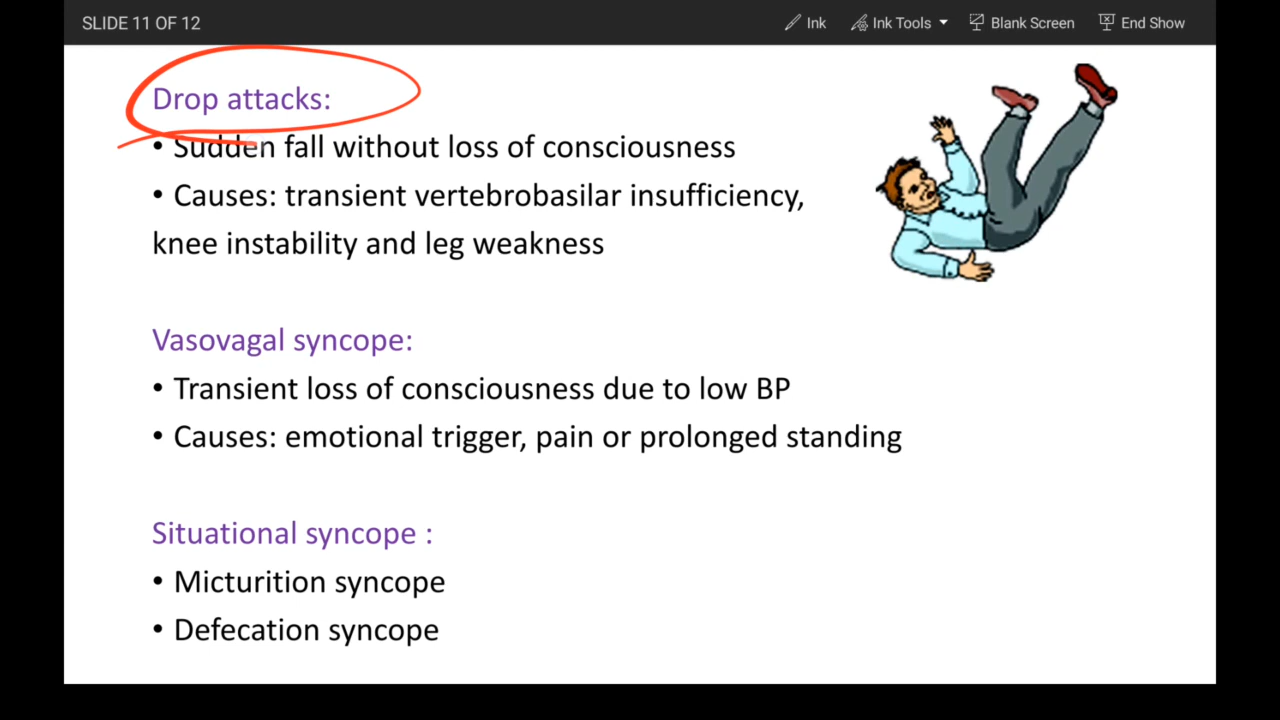 SLIDE 11 OF 12
Ink
Ink Tools
Blank Screen
End Show
Drop attacks:
• Sudden fall without loss of consciousness
• Causes: transient vertebrobasilar insufficiency,
knee instability and leg weakness
Vasovagal syncope:
• Transient loss of consciousness due to low BP
• Causes: emotional trigger, pain or prolonged standing
Situational syncope :
• Micturition syncope
• Defecation syncope